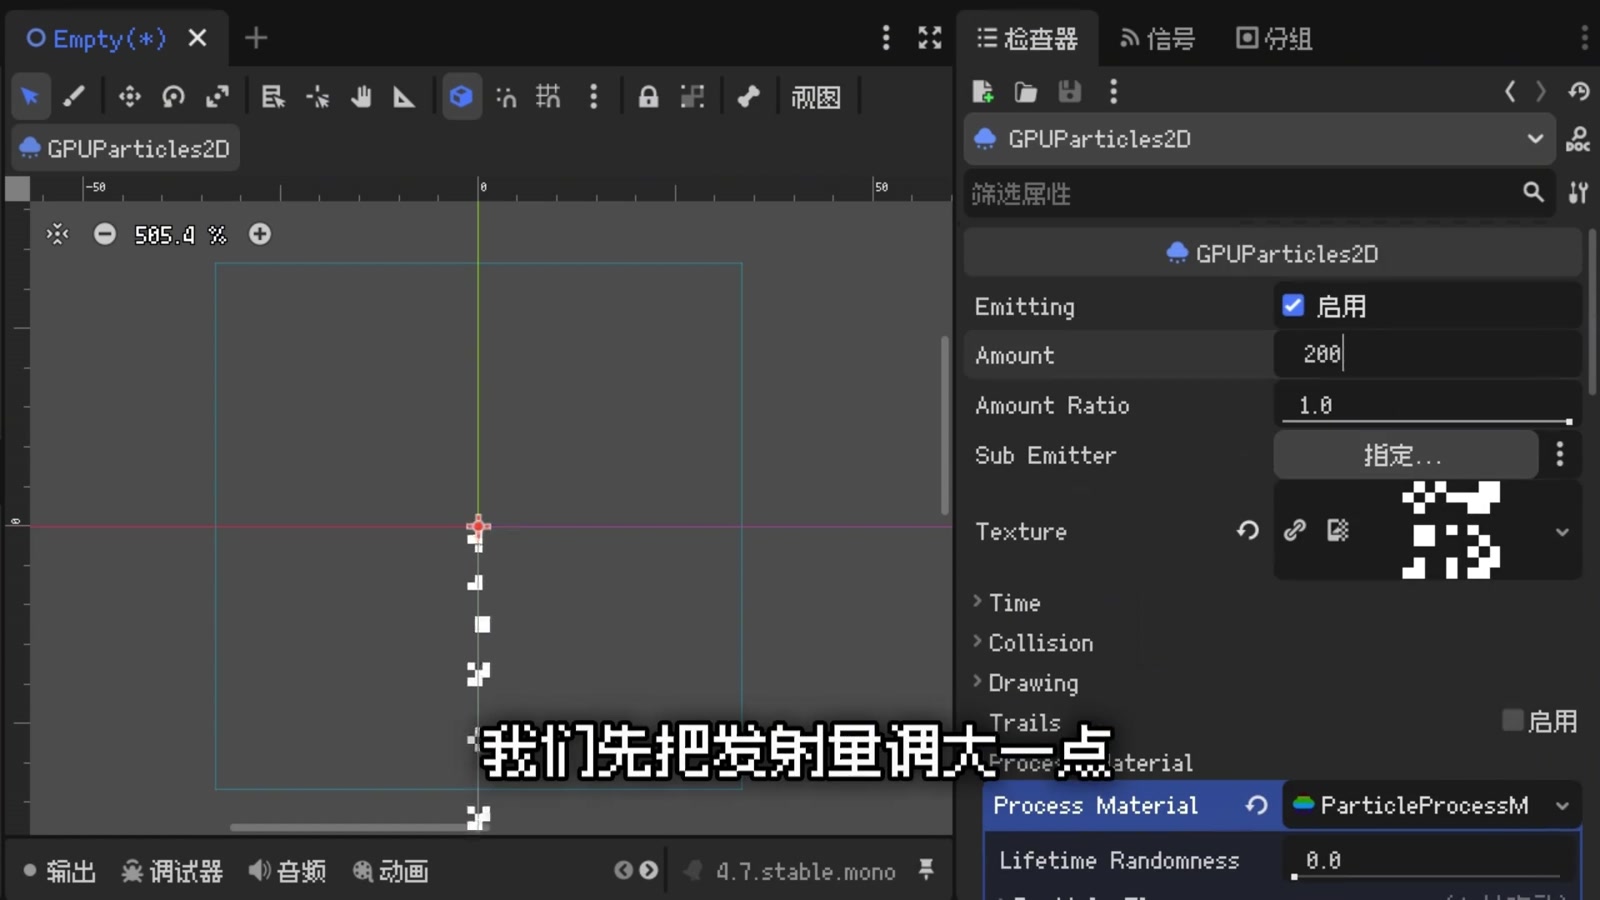 Empty(*)
检查器
信号
分组
视图
GPUParticles2D
GPUParticles2D
DOC
筛选属性
-50
0
50
505.4 %
0
GPUParticles2D
Emitting
启用
Amount
200
Amount Ratio
1.0
Sub Emitter
指定...
Texture
Time
Collision
Drawing
Trails
启用
我们先把发射量调大一点
Process Material
ParticleProcessM
Lifetime Randomness
0.0
输出
调试器
音频
动画
4.7.stable.mono